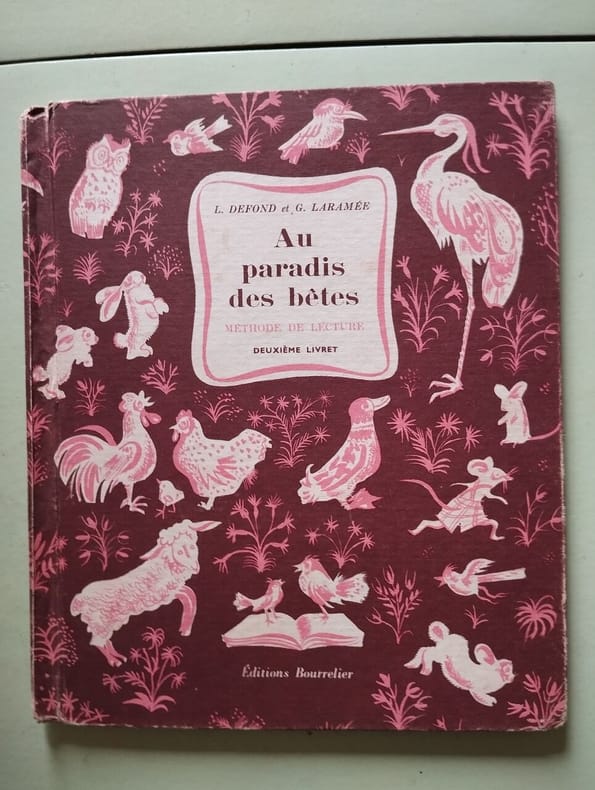 L. DEFOND et G. LARAMÉE
Au
paradis
des bêtes
MÉTHODE DE LECTURE
DEUXIÈME LIVRET
Éditions Bourrelier